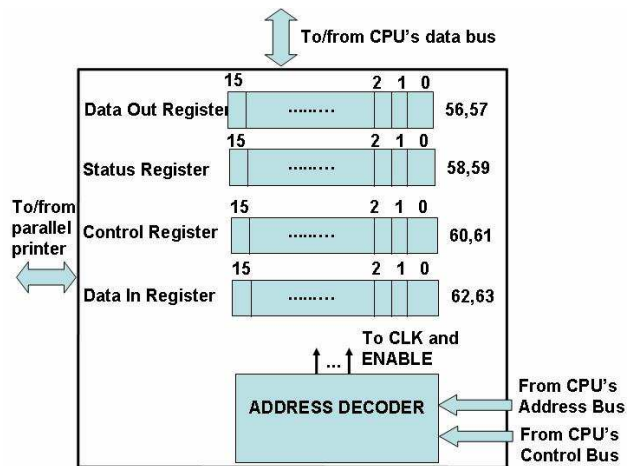 To/from CPU's data bus
15 2 1 0
Data Out Register ......... 56,57
15 2 1 0
Status Register ......... 58,59
To/from
parallel
printer
15 2 1 0
Control Register ......... 60,61
15 2 1 0
Data In Register ......... 62,63
To CLK and
ENABLE
...
ADDRESS DECODER
From CPU's
Address Bus
From CPU's
Control Bus